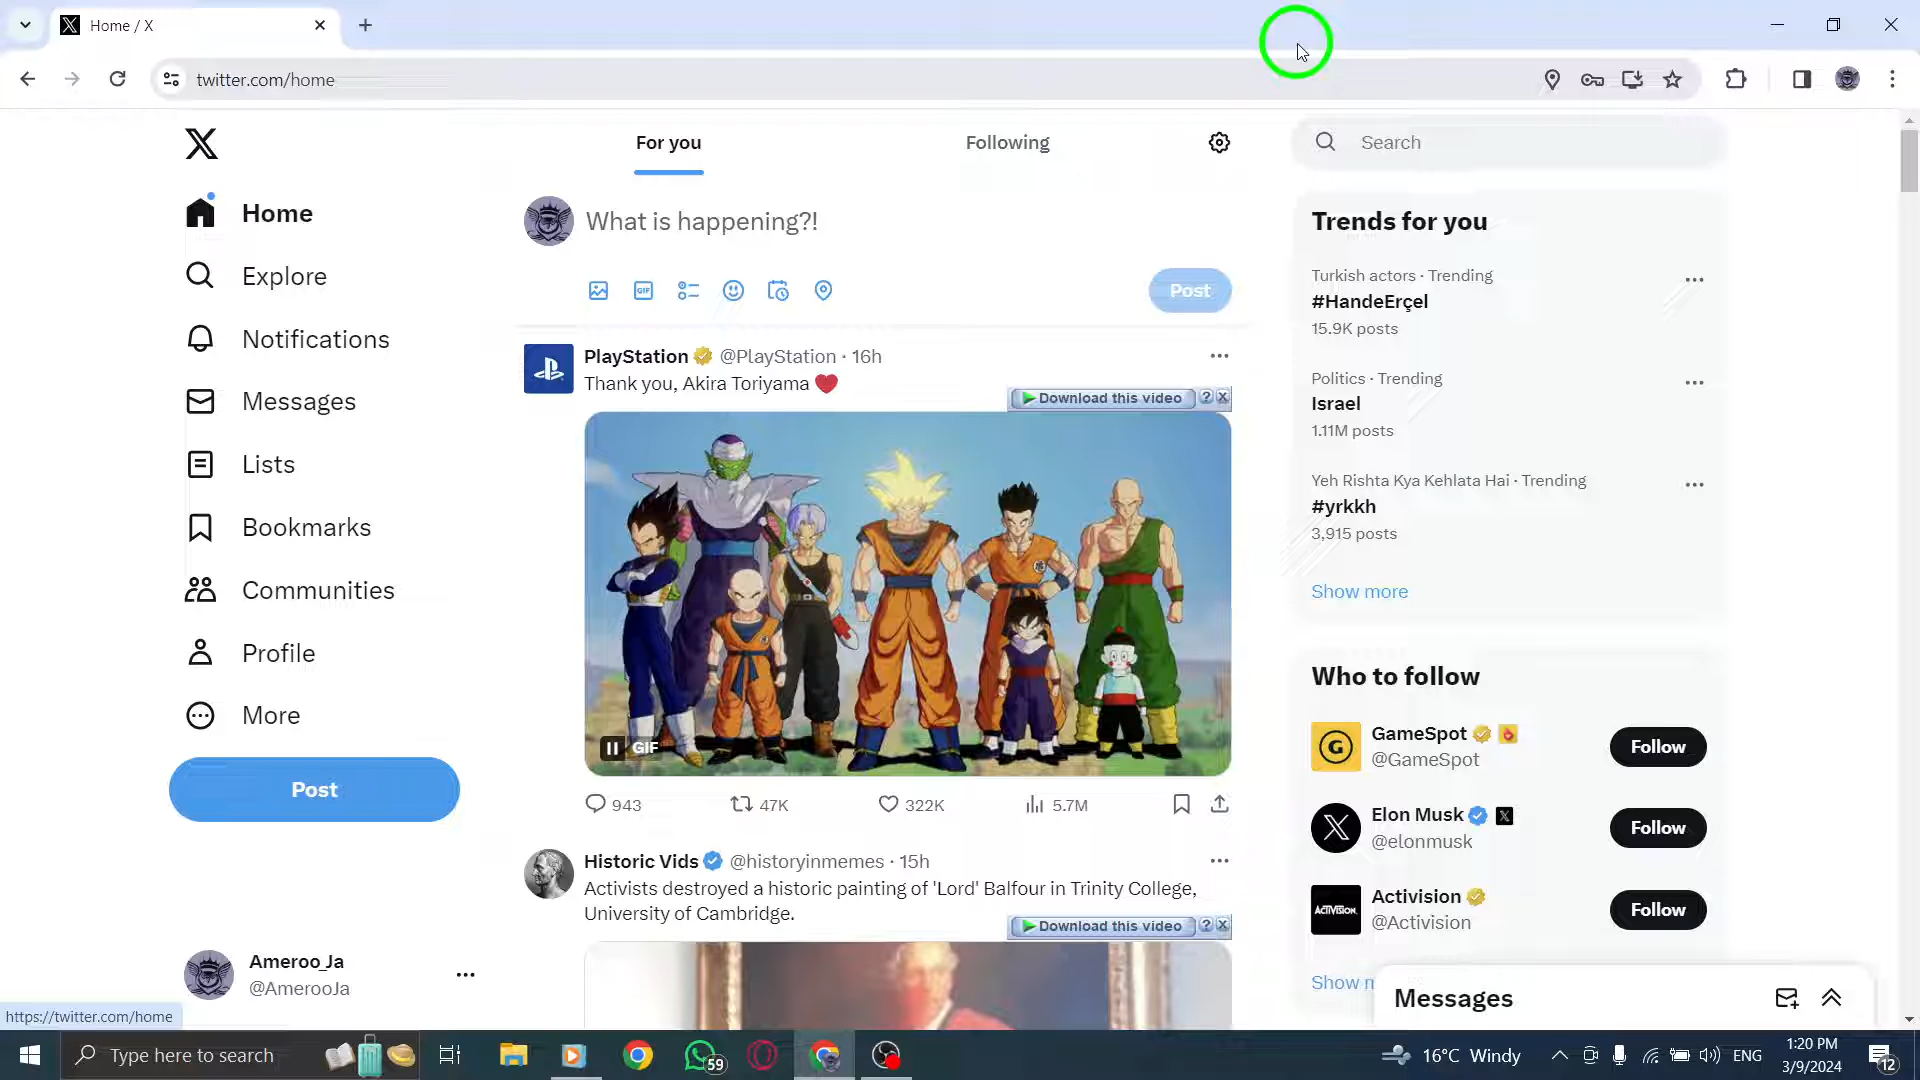 Home / X
twitter.com/home
Home
Explore
Notifications
Messages
Lists
Bookmarks
Communities
Profile
More
Post
Ameroo_Ja
@AmerooJa
https://twitter.com/home
For you
Following
What is happening?!
GIF
Post
PlayStation @PlayStation · 16h
Thank you, Akira Toriyama ❤️
Download this video ? X
GIF
943 47K 322K 5.7M
Historic Vids @historyinmemes · 15h
Activists destroyed a historic painting of 'Lord' Balfour in Trinity College,
University of Cambridge.
Download this video ? X
Search
Trends for you
Turkish actors · Trending
#HandeErçel
15.9K posts
Politics · Trending
Israel
1.11M posts
Yeh Rishta Kya Kehlata Hai · Trending
#yrkkh
3,915 posts
Show more
Who to follow
GameSpot
@GameSpot
Follow
Elon Musk
@elonmusk
Follow
ACTIVISION
Activision
@Activision
Follow
Show m
Messages
Type here to search
59
16°C Windy
ENG
1:20 PM
3/9/2024
12